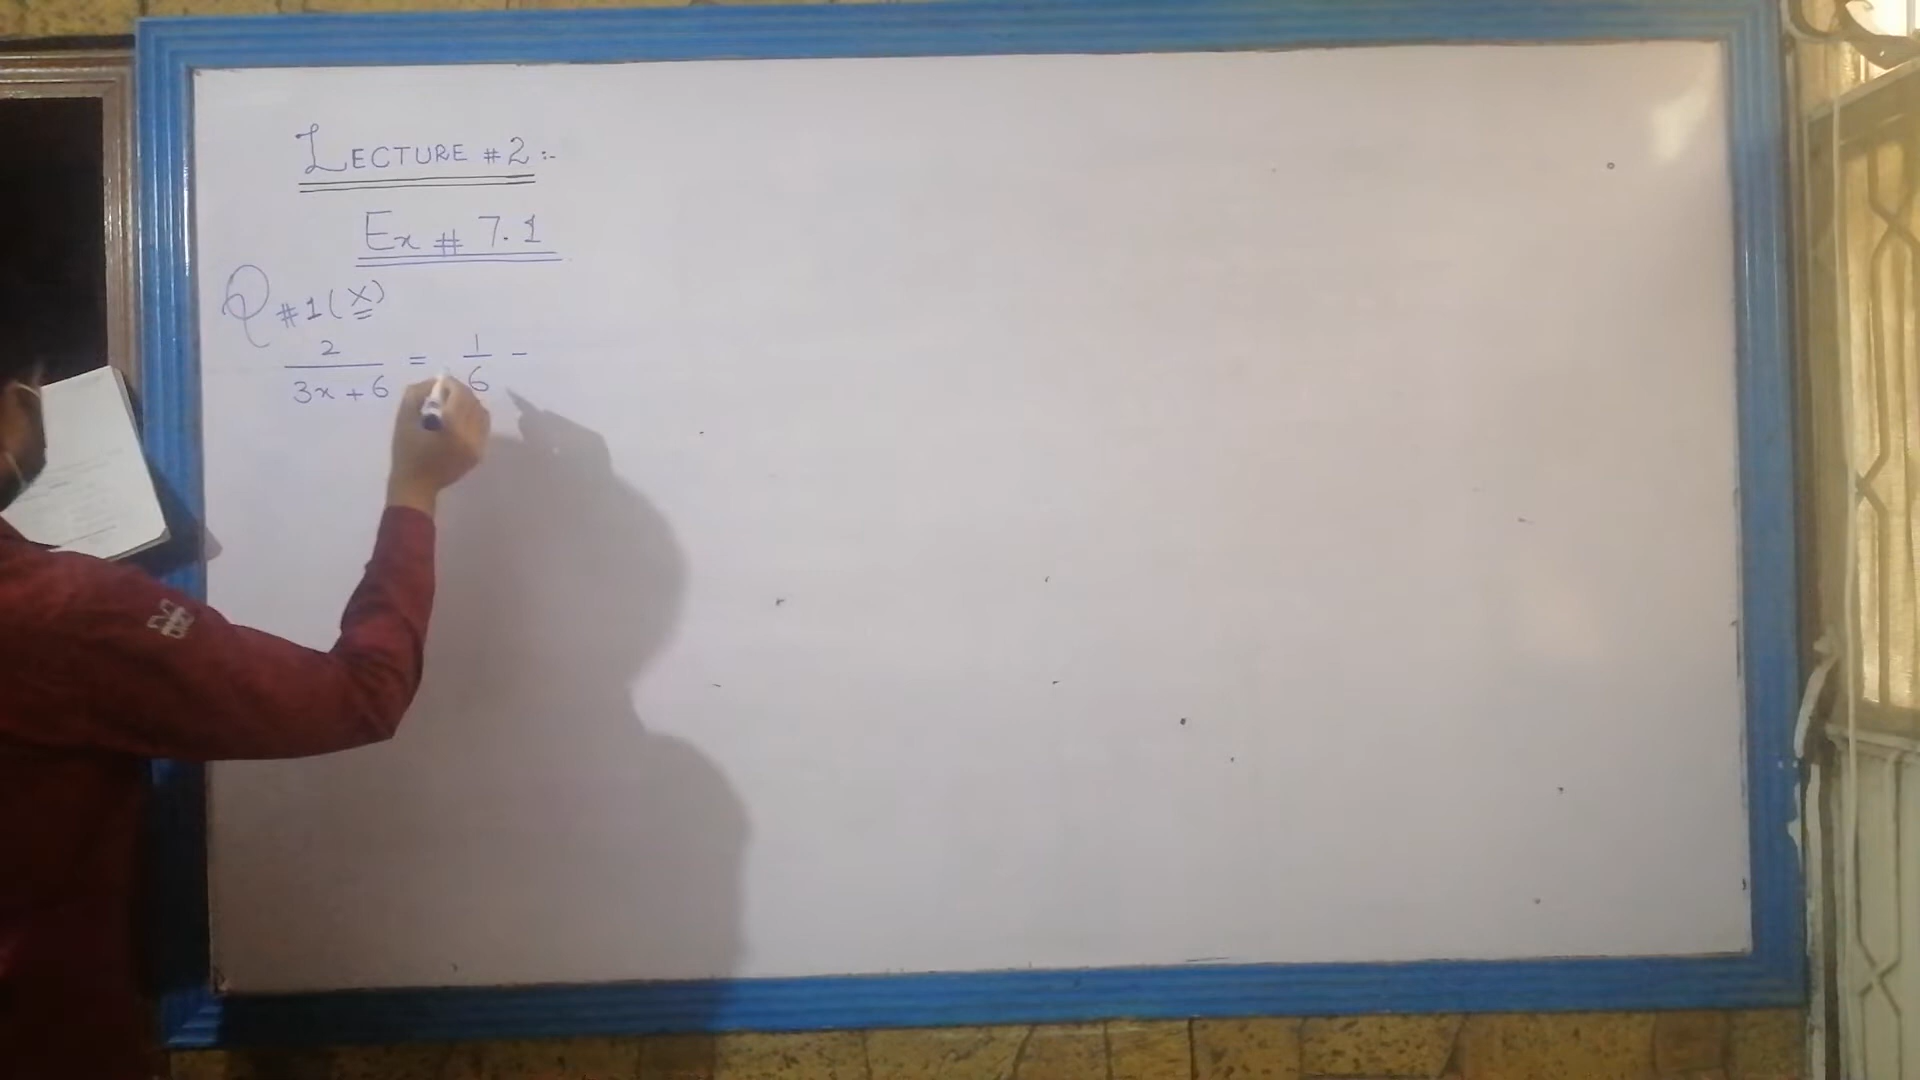 LECTURE #2 :-
Ex # 7.1
Q #1(x)
2/(3x+6) = 1/6 -